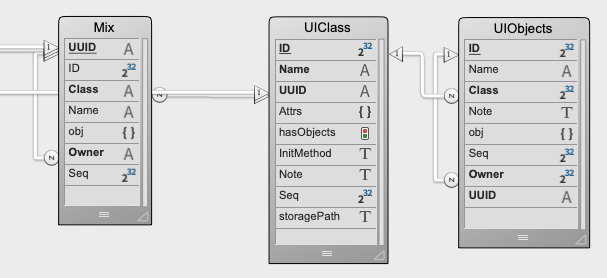 Mix
UUID A
ID 2^32
Class A
Name A
obj { }
Owner A
Seq 2^32
UIClass
ID 2^32
Name A
UUID A
Attrs { }
hasObjects
InitMethod T
Note T
Seq 2^32
storagePath T
UIObjects
ID 2^32
Name A
Class 2^32
Note T
obj { }
Seq 2^32
Owner 2^32
UUID A
1
N
N
1
1
N
1
N